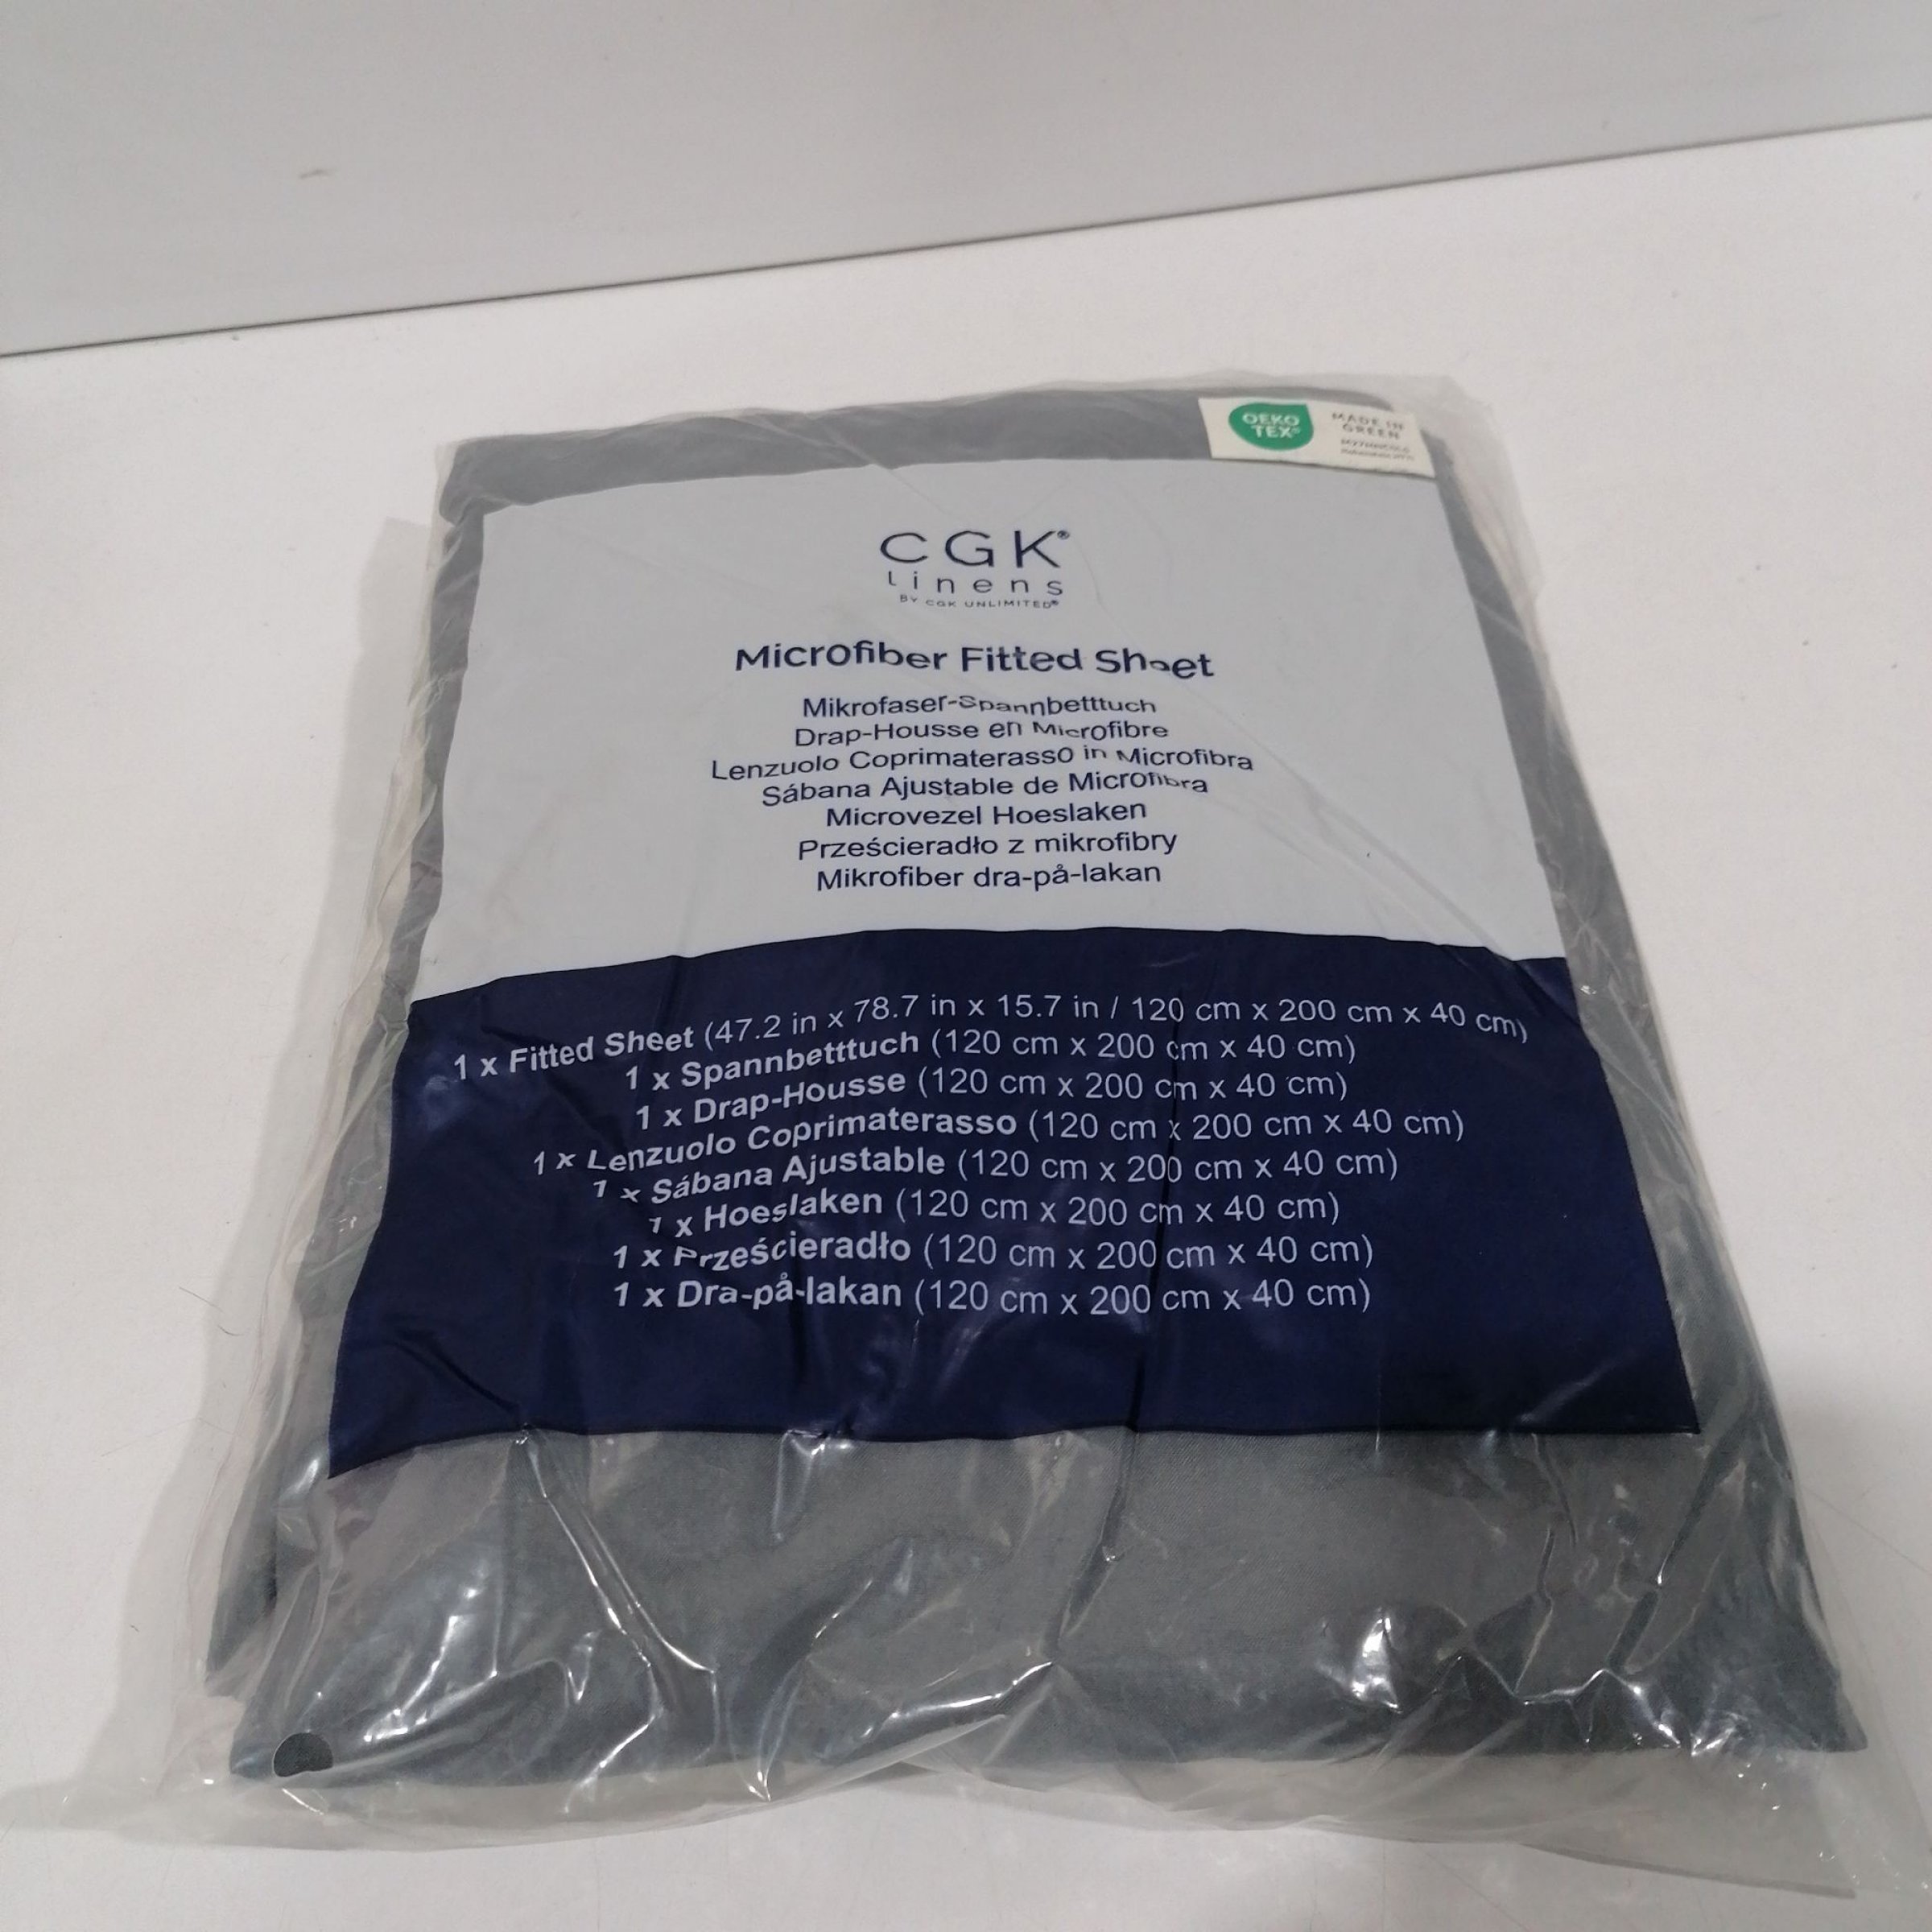 OEKO
TEX®
MADE IN
GREEN
CGK®
Linens
BY CGK UNLIMITED®
Microfiber Fitted Sheet
Mikrofaser-Spannbetttuch
Drap-Housse en Microfibre
Lenzuolo Coprimaterasso in Microfibra
Sábana Ajustable de Microfibra
Microvezel Hoeslaken
Prześcieradło z mikrofibry
Mikrofiber dra-på-lakan
1 x Fitted Sheet (47.2 in x 78.7 in x 15.7 in / 120 cm x 200 cm x 40 cm)
1 x Spannbetttuch (120 cm x 200 cm x 40 cm)
1 x Drap-Housse (120 cm x 200 cm x 40 cm)
1 x Lenzuolo Coprimaterasso (120 cm x 200 cm x 40 cm)
1 x Sábana Ajustable (120 cm x 200 cm x 40 cm)
1 x Hoeslaken (120 cm x 200 cm x 40 cm)
1 x Prześcieradło (120 cm x 200 cm x 40 cm)
1 x Dra-på-lakan (120 cm x 200 cm x 40 cm)